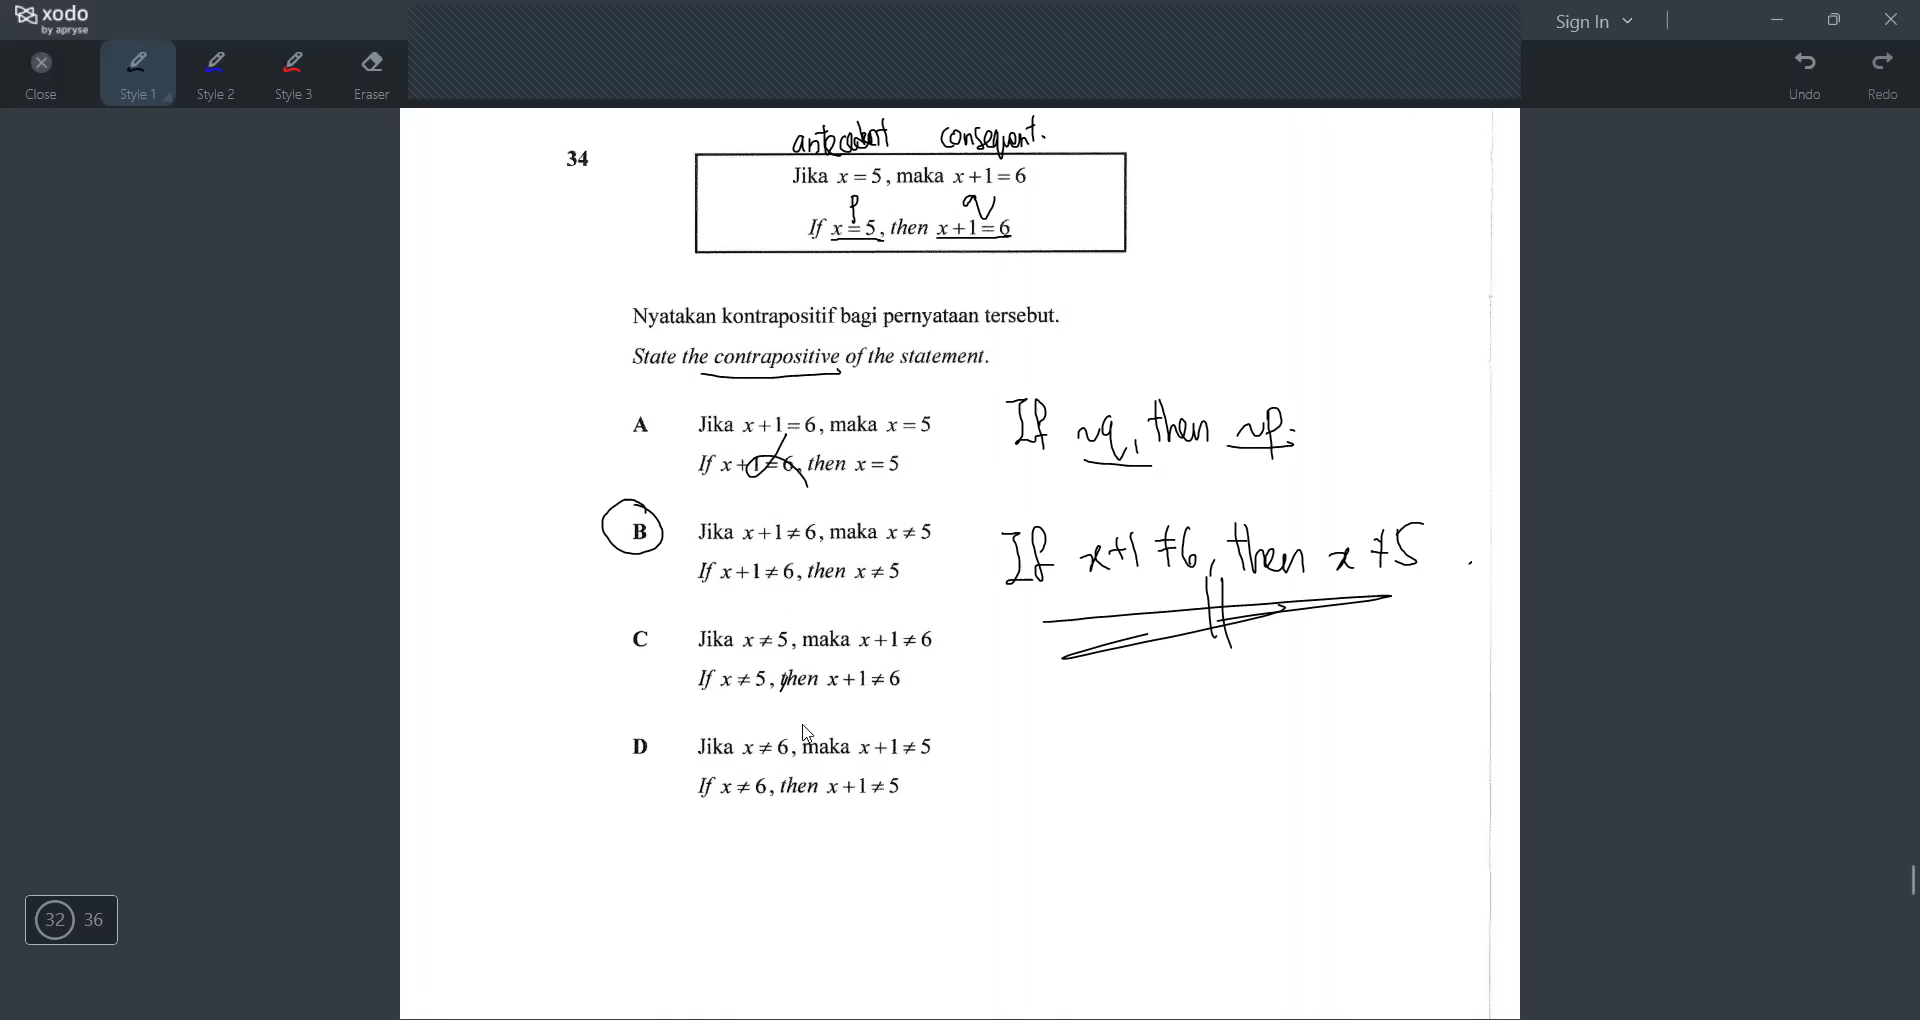 xodo
by apryse
Sign In
Close
Style 1
Style 2
Style 3
Eraser
Undo
Redo
antecedent consequent.
34
Jika x = 5, maka x + 1 = 6
p q
If x = 5, then x + 1 = 6
Nyatakan kontrapositif bagi pernyataan tersebut.
State the contrapositive of the statement.
A Jika x + 1 = 6, maka x = 5
If x + 1 = 6, then x = 5
If ~q, then ~p.
B Jika x + 1 ≠ 6, maka x ≠ 5
If x + 1 ≠ 6, then x ≠ 5
If x+1 ≠ 6, then x ≠ 5.
C Jika x ≠ 5, maka x + 1 ≠ 6
If x ≠ 5, then x + 1 ≠ 6
D Jika x ≠ 6, maka x + 1 ≠ 5
If x ≠ 6, then x + 1 ≠ 5
32 36